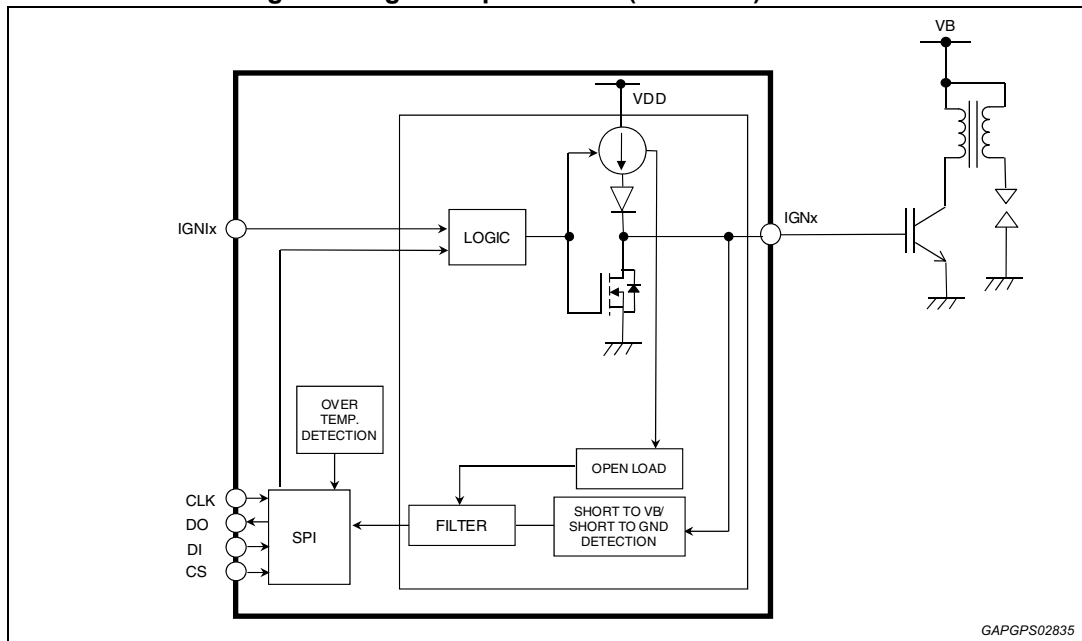 VB
VDD
IGNIx
LOGIC
IGNx
OVER
TEMP.
DETECTION
OPEN LOAD
CLK
DO
DI
CS
SPI
FILTER
SHORT TO VB/
SHORT TO GND
DETECTION
GAPGPS02835